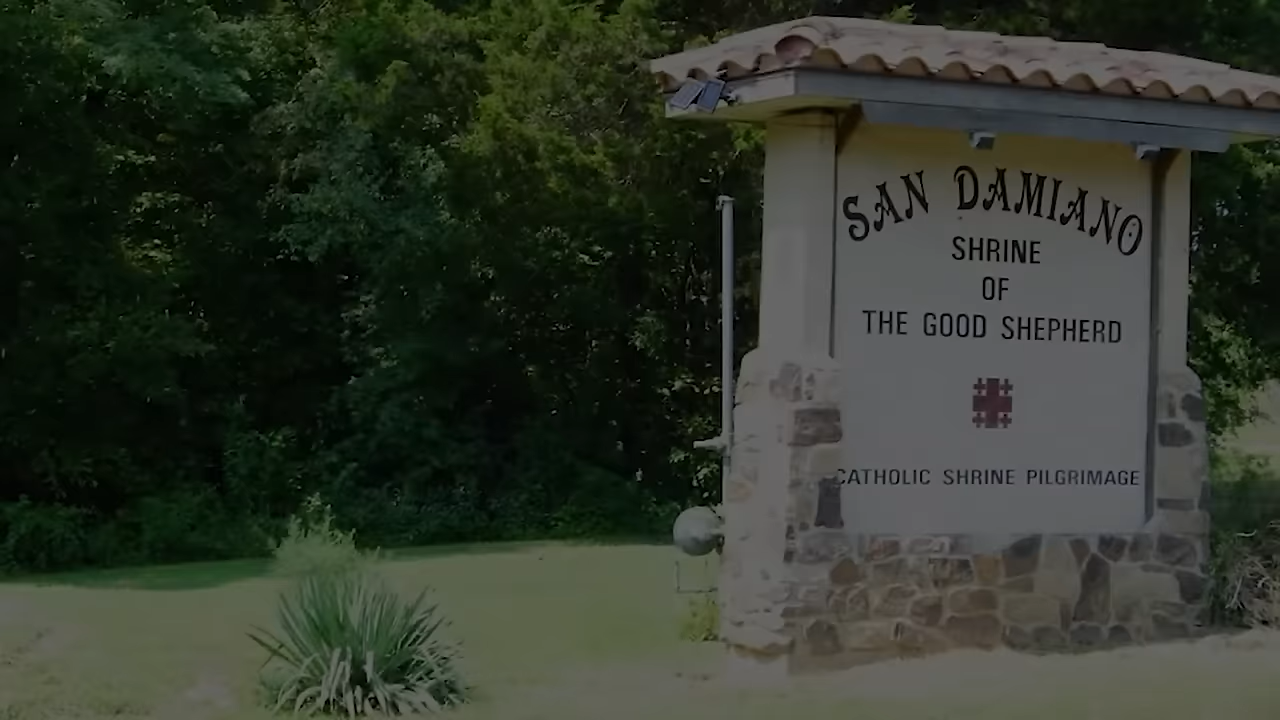 SAN DAMIANO
SHRINE
OF
THE GOOD SHEPHERD
CATHOLIC SHRINE PILGRIMAGE